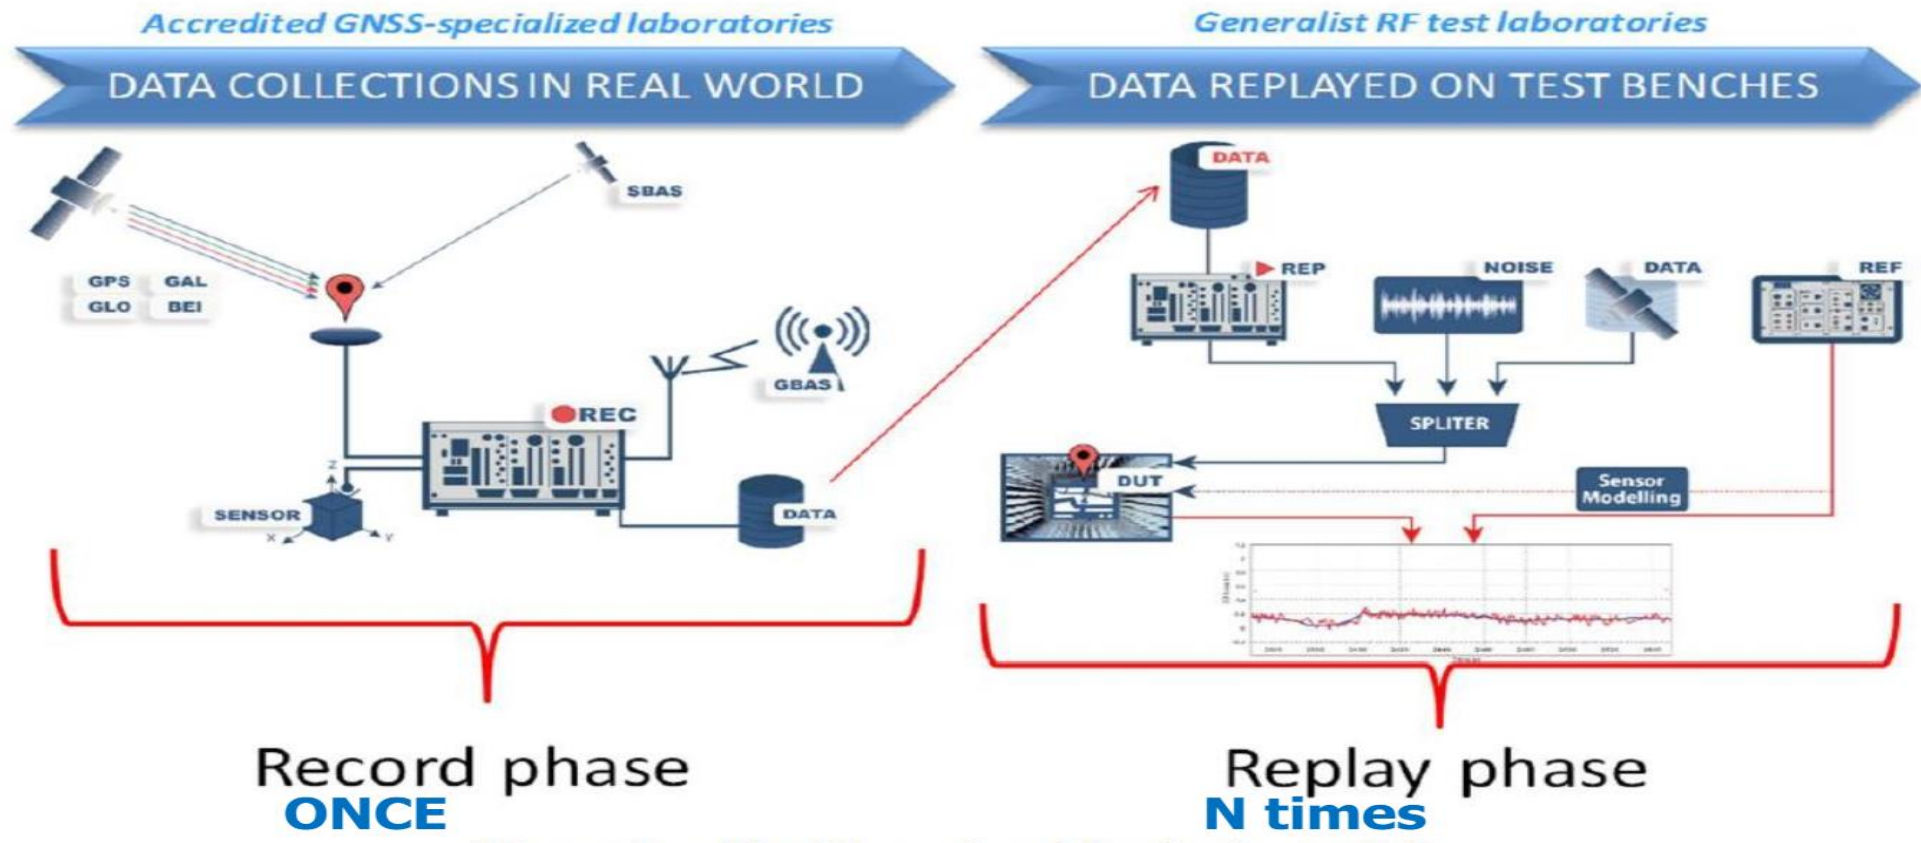 Accredited GNSS-specialized laboratories
DATA COLLECTIONS IN REAL WORLD
SBAS
GPS GAL
GLO BEI
GBAS
REC
Z
SENSOR
X
Y
DATA
Record phase
ONCE
Generalist RF test laboratories
DATA REPLAYED ON TEST BENCHES
DATA
REP
NOISE
DATA
REF
SPLITER
DUT
Sensor
Modelling
Replay phase
N times